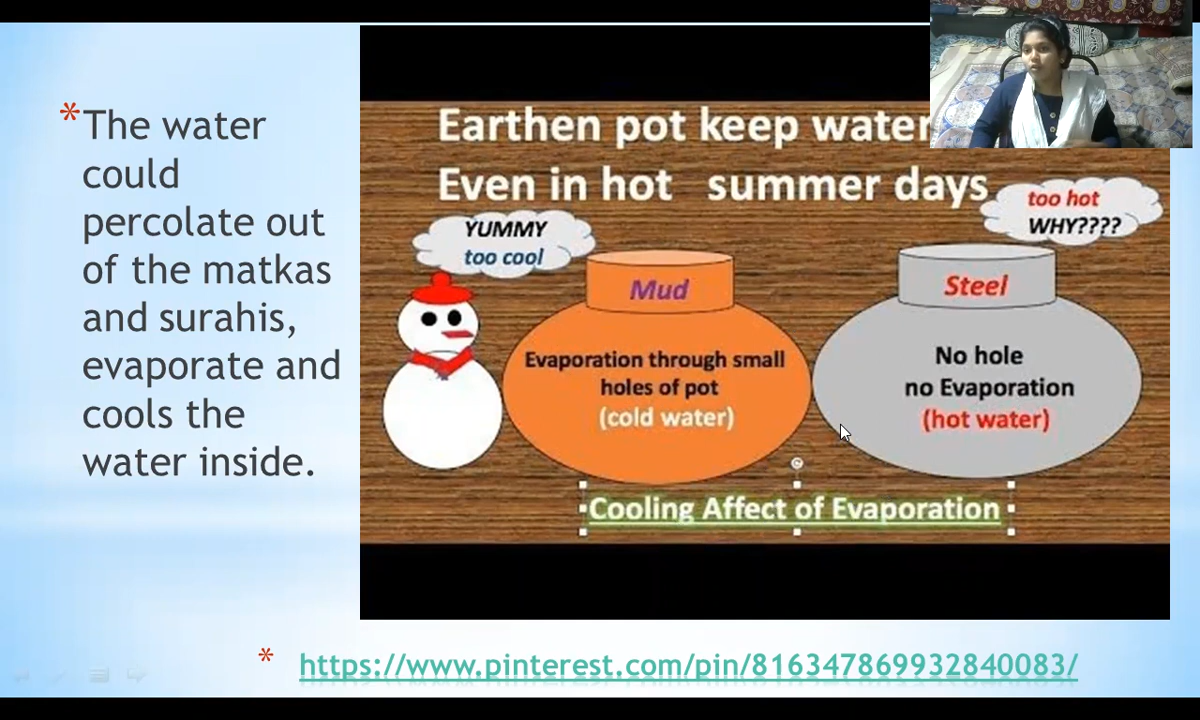 *The water
could
percolate out
of the matkas
and surahis,
evaporate and
cools the
water inside.
Earthen pot keep water
Even in hot summer days
YUMMY
too cool
too hot
WHY????
Mud
Evaporation through small
holes of pot
(cold water)
Steel
No hole
no Evaporation
(hot water)
Cooling Affect of Evaporation
* https://www.pinterest.com/pin/816347869932840083/